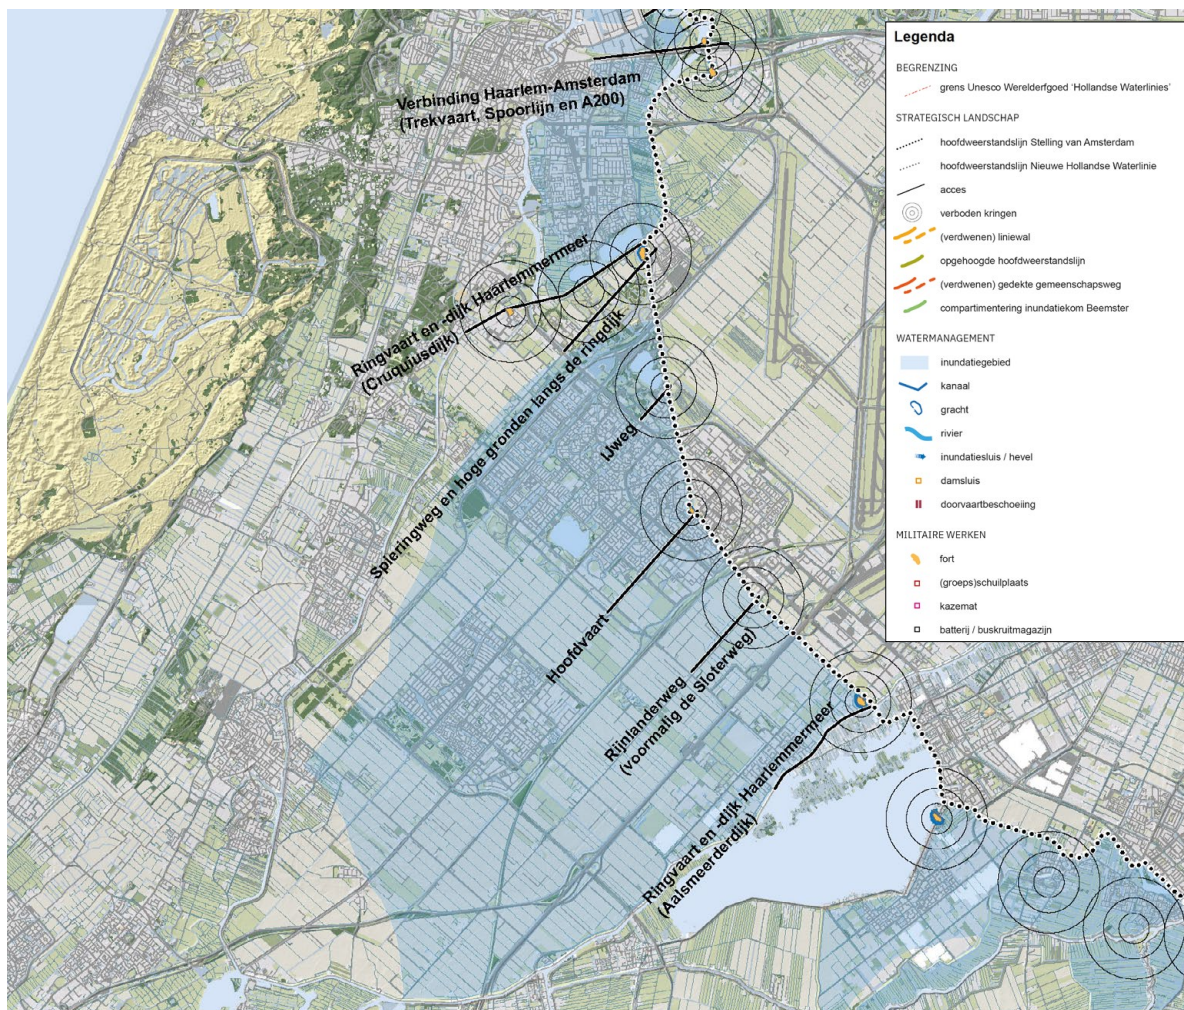 Verbinding Haarlem-Amsterdam
(Trekvaart, Spoorlijn en A200)
Ringvaart en -dijk Haarlemmermeer
(Cruquiusdijk)
Spieringweg en hoge gronden langs de ringdijk
IJweg
Hoofdvaart
Rijnlanderweg
(voormalig de Sloterweg)
Ringvaart en -dijk Haarlemmermeer
(Aalsmeerderdijk)
Legenda
BEGRENZING
grens Unesco Werelderfgoed 'Hollandse Waterlinies'
STRATEGISCH LANDSCHAP
hoofdweerstandslijn Stelling van Amsterdam
hoofdweerstandslijn Nieuwe Hollandse Waterlinie
acces
verboden kringen
(verdwenen) liniewal
opgehoogde hoofdweerstandslijn
(verdwenen) gedekte gemeenschapsweg
compartimentering inundatiekom Beemster
WATERMANAGEMENT
inundatiegebied
kanaal
gracht
rivier
inundatiesluis / hevel
damsluis
doorvaartbeschoeiing
MILITAIRE WERKEN
fort
(groeps)schuilplaats
kazemat
batterij / buskruitmagazijn